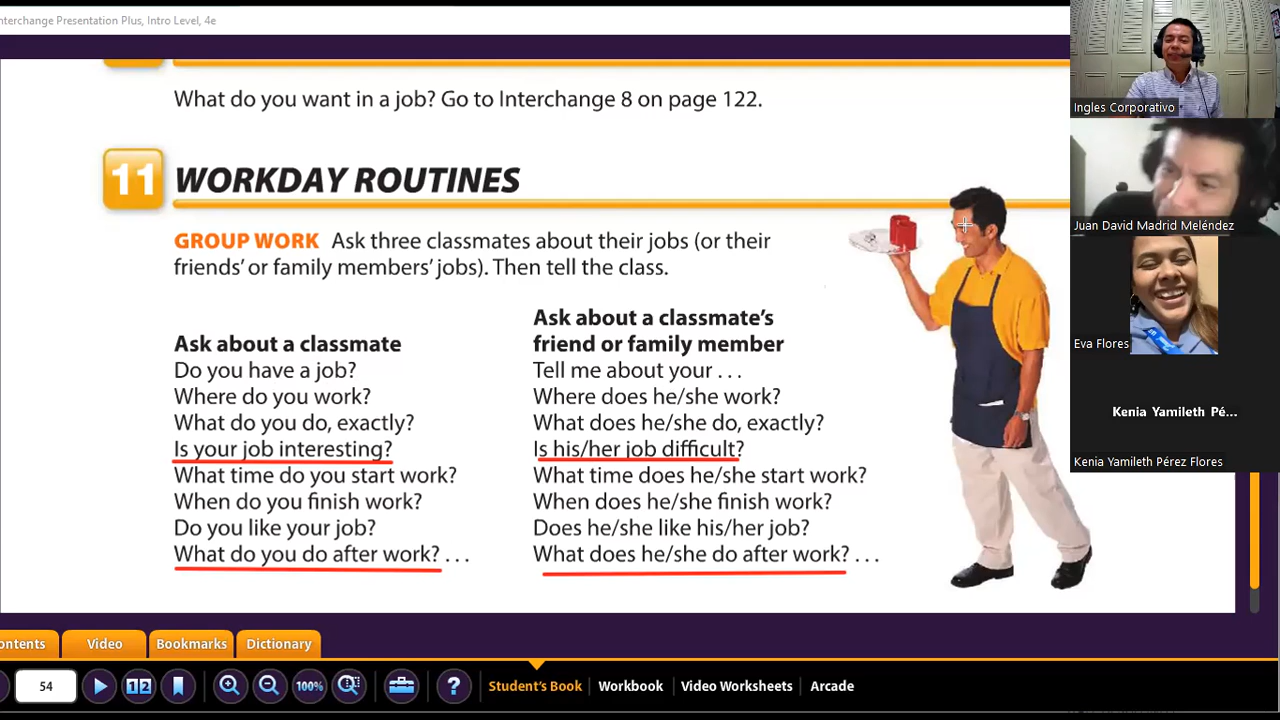 nterchange Presentation Plus, Intro Level, 4e
What do you want in a job? Go to Interchange 8 on page 122.
11 WORKDAY ROUTINES
GROUP WORK Ask three classmates about their jobs (or their
friends' or family members' jobs). Then tell the class.
Ask about a classmate
Do you have a job?
Where do you work?
What do you do, exactly?
Is your job interesting?
What time do you start work?
When do you finish work?
Do you like your job?
What do you do after work? . . .
Ask about a classmate's
friend or family member
Tell me about your . . .
Where does he/she work?
What does he/she do, exactly?
Is his/her job difficult?
What time does he/she start work?
When does he/she finish work?
Does he/she like his/her job?
What does he/she do after work? . . .
Ingles Corporativo
Juan David Madrid Meléndez
Eva Flores
Kenia Yamileth Pé...
Kenia Yamileth Pérez Flores
ontents Video Bookmarks Dictionary
54 12 100% ? Student's Book Workbook Video Worksheets Arcade